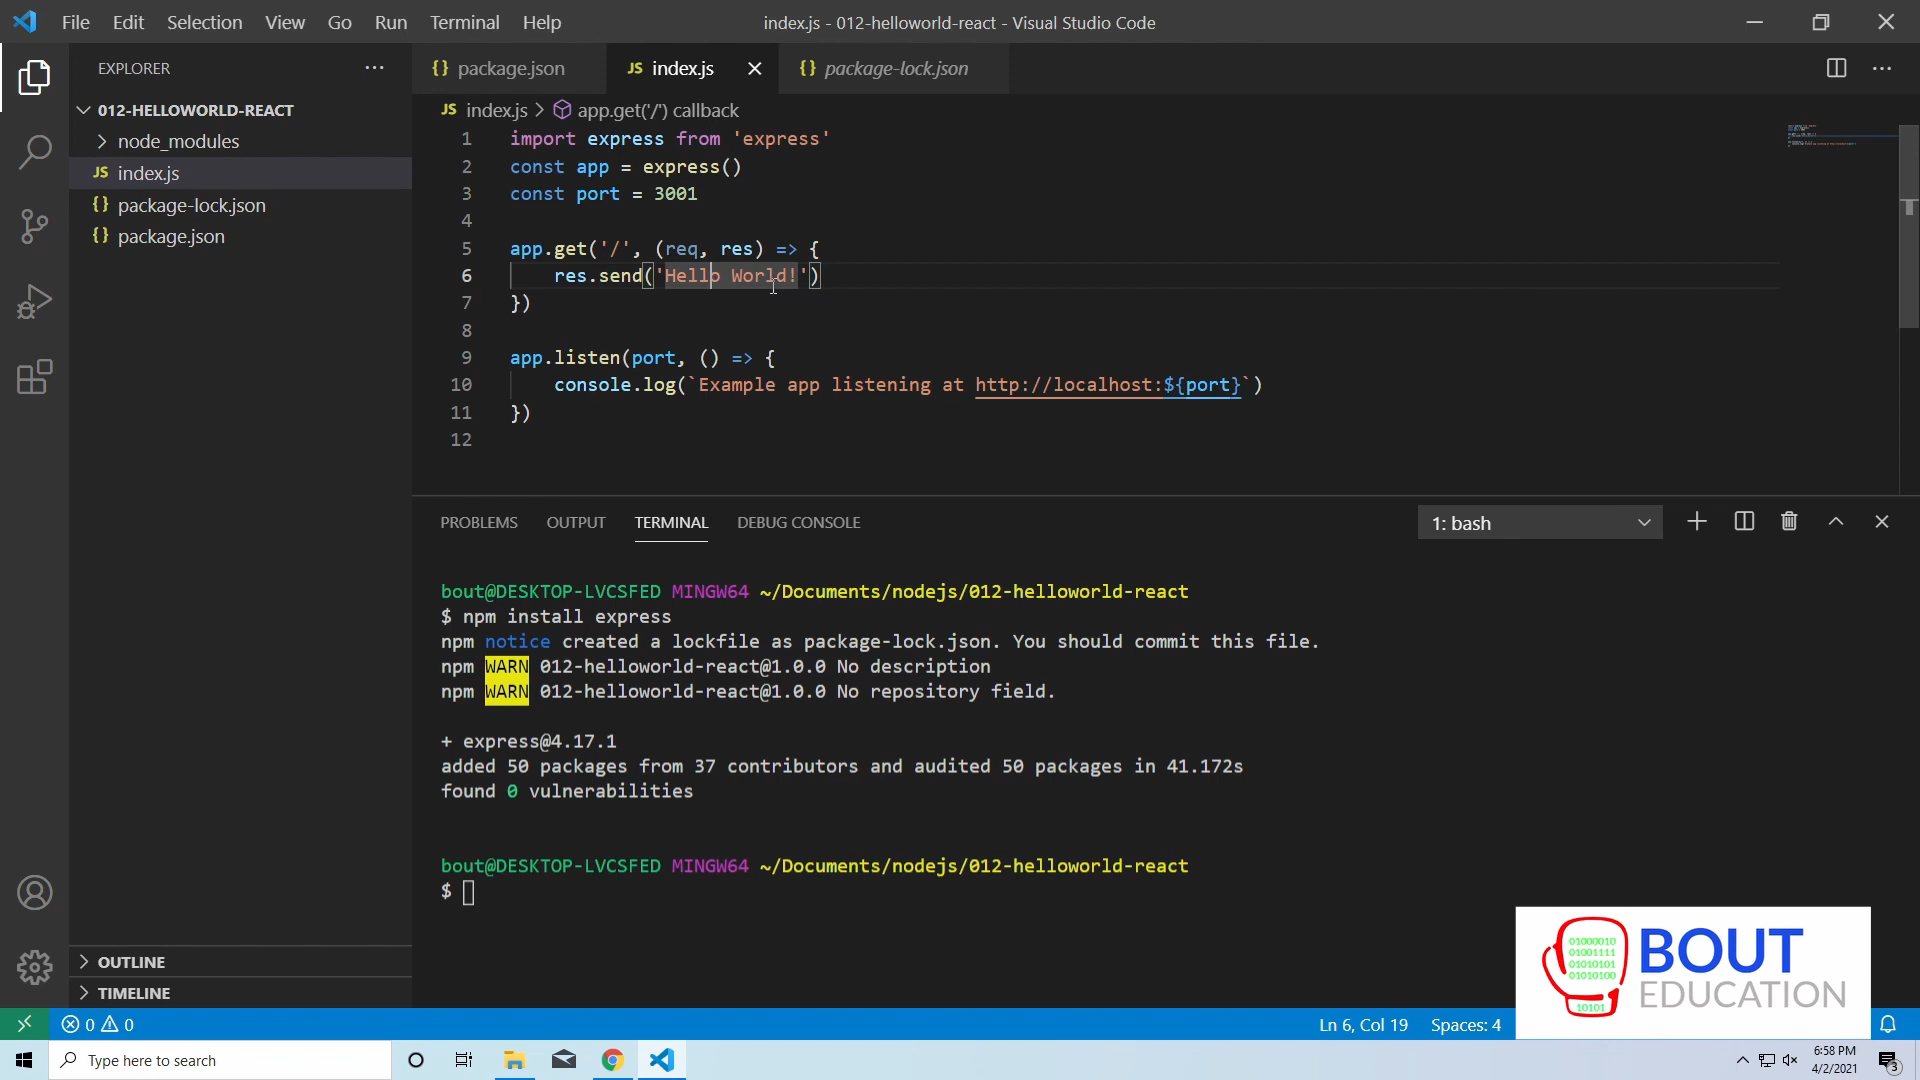 File Edit Selection View Go Run Terminal Help
index.js - 012-helloworld-react - Visual Studio Code
EXPLORER
012-HELLOWORLD-REACT
node_modules
JS index.js
{} package-lock.json
{} package.json
OUTLINE
TIMELINE
{} package.json
JS index.js
{} package-lock.json
JS index.js > app.get('/') callback
1 import express from 'express'
2 const app = express()
3 const port = 3001
4
5 app.get('/', (req, res) => {
6 res.send('Hello World!')
7 })
8
9 app.listen(port, () => {
10 console.log(`Example app listening at http://localhost:${port}`)
11 })
12
PROBLEMS OUTPUT TERMINAL DEBUG CONSOLE
1: bash
bout@DESKTOP-LVCSFED MINGW64 ~/Documents/nodejs/012-helloworld-react
$ npm install express
npm notice created a lockfile as package-lock.json. You should commit this file.
npm WARN 012-helloworld-react@1.0.0 No description
npm WARN 012-helloworld-react@1.0.0 No repository field.
+ express@4.17.1
added 50 packages from 37 contributors and audited 50 packages in 41.172s
found 0 vulnerabilities
bout@DESKTOP-LVCSFED MINGW64 ~/Documents/nodejs/012-helloworld-react
$
01000010
01001111
01010101
01010100
10101
BOUT
EDUCATION
0 0
Ln 6, Col 19 Spaces: 4
Type here to search
6:58 PM
4/2/2021
3